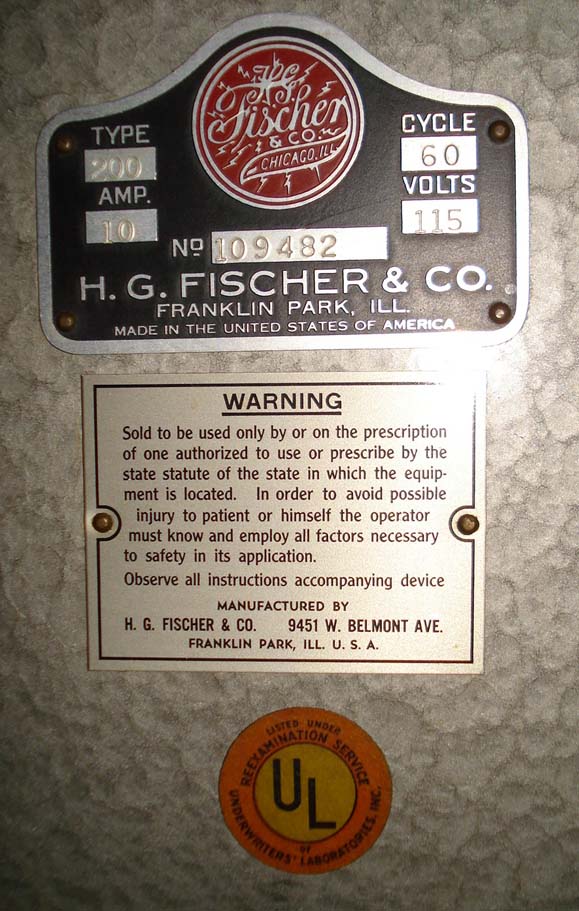 H.G.
Fischer
& CO.
CHICAGO, ILL.
TYPE
200
AMP.
10
CYCLE
60
VOLTS
115
No 109482
H. G. FISCHER & CO.
FRANKLIN PARK, ILL.
MADE IN THE UNITED STATES OF AMERICA
WARNING
Sold to be used only by or on the prescription
of one authorized to use or prescribe by the
state statute of the state in which the equip-
ment is located. In order to avoid possible
injury to patient or himself the operator
must know and employ all factors necessary
to safety in its application.
Observe all instructions accompanying device
MANUFACTURED BY
H. G. FISCHER & CO. 9451 W. BELMONT AVE.
FRANKLIN PARK, ILL. U. S. A.
LISTED UNDER
REEXAMINATION SERVICE
UL
OF
UNDERWRITERS' LABORATORIES, INC.